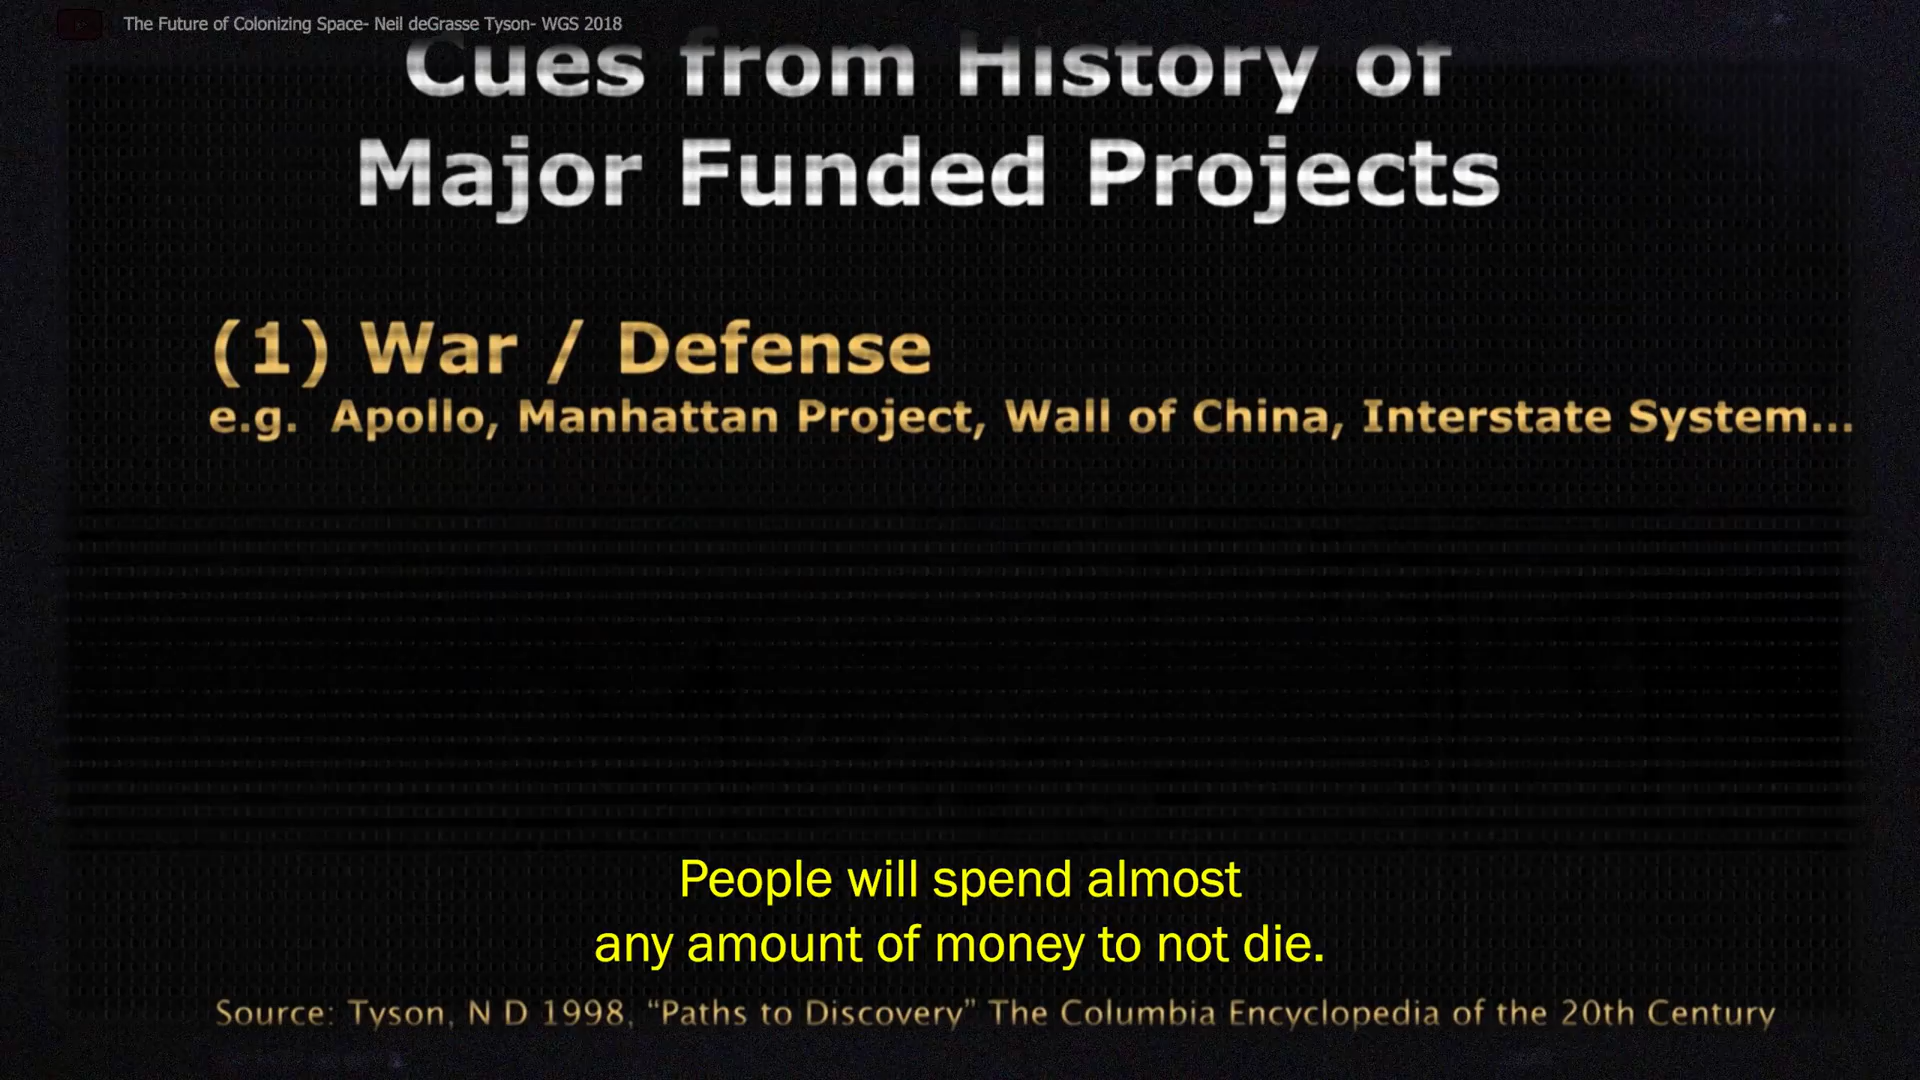 The Future of Colonizing Space- Neil deGrasse Tyson- WGS 2018
Cues from History of
Major Funded Projects
(1) War / Defense
e.g. Apollo, Manhattan Project, Wall of China, Interstate System...
People will spend almost
any amount of money to not die.
Source: Tyson, N D 1998, “Paths to Discovery” The Columbia Encyclopedia of the 20th Century